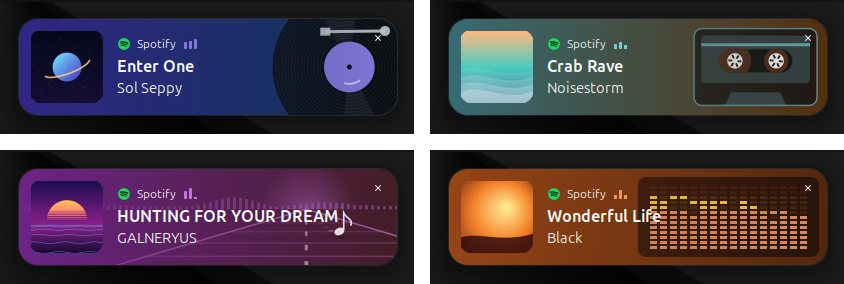 Spotify
Enter One
Sol Seppy
Spotify
Crab Rave
Noisestorm
Spotify
HUNTING FOR YOUR DREAM
GALNERYUS
Spotify
Wonderful Life
Black